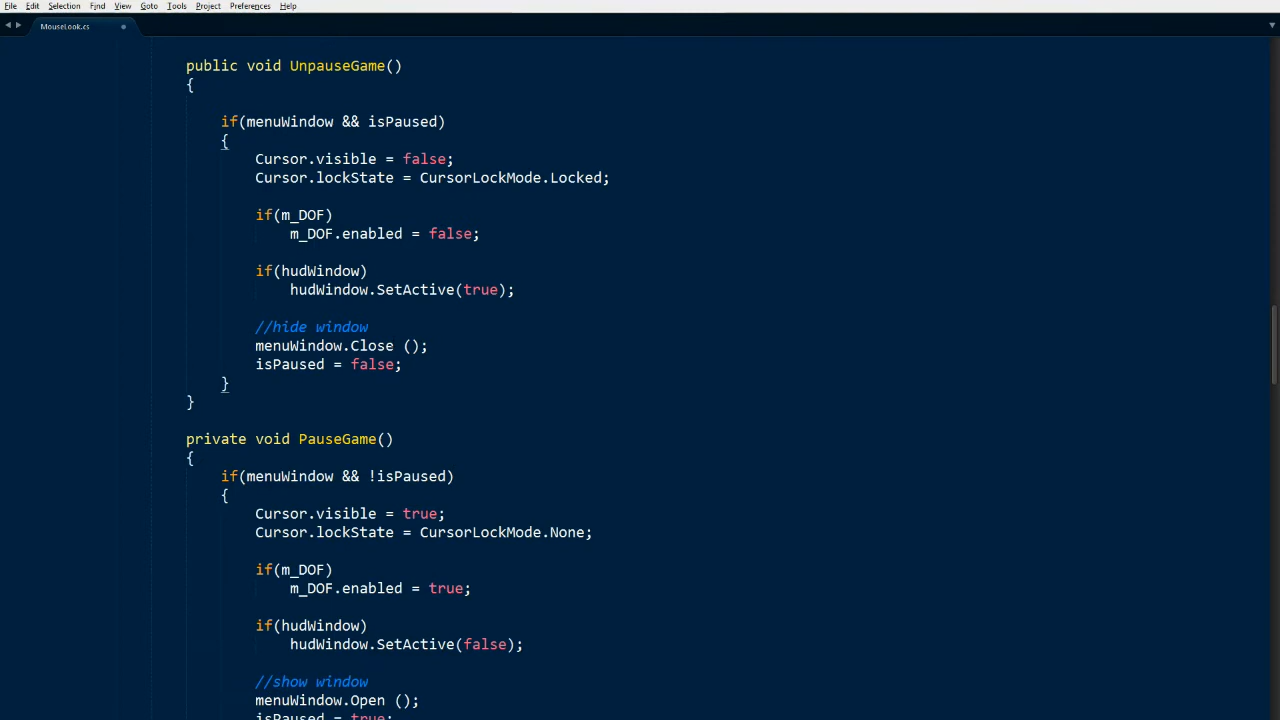 File Edit Selection Find View Goto Tools Project Preferences Help
MouseLook.cs
public void UnpauseGame()
{
if(menuWindow && isPaused)
{
Cursor.visible = false;
Cursor.lockState = CursorLockMode.Locked;
if(m_DOF)
m_DOF.enabled = false;
if(hudWindow)
hudWindow.SetActive(true);
//hide window
menuWindow.Close ();
isPaused = false;
}
}
private void PauseGame()
{
if(menuWindow && !isPaused)
{
Cursor.visible = true;
Cursor.lockState = CursorLockMode.None;
if(m_DOF)
m_DOF.enabled = true;
if(hudWindow)
hudWindow.SetActive(false);
//show window
menuWindow.Open ();
isPaused = true;